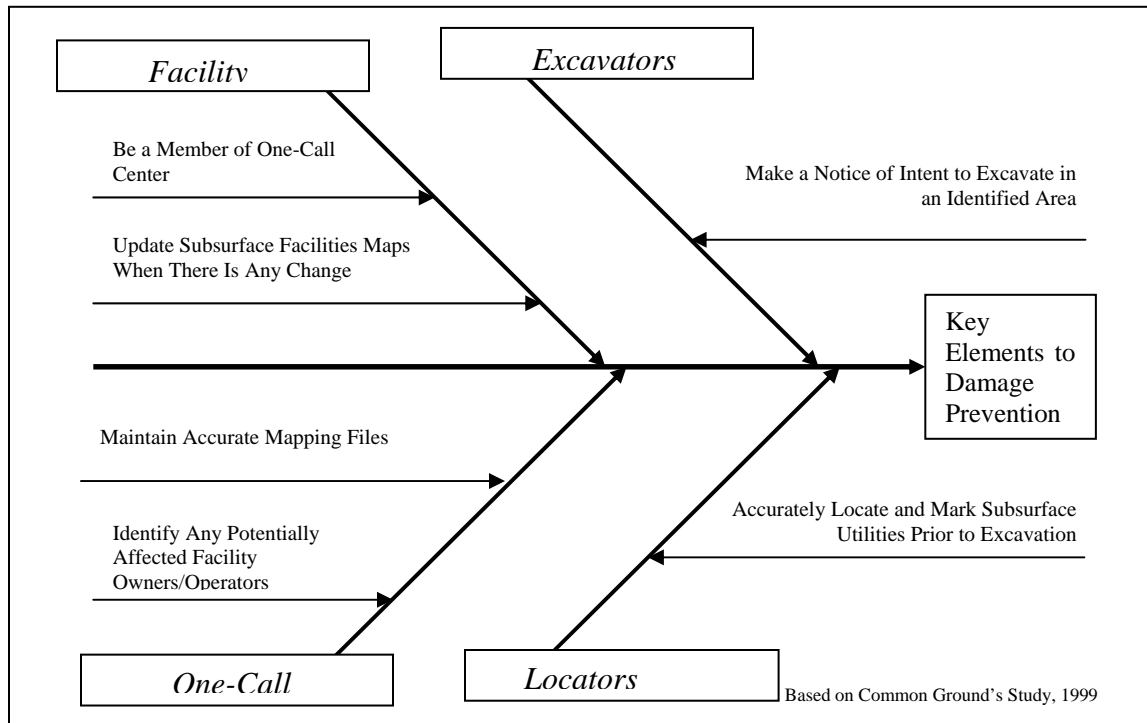 Facility
Excavators
Be a Member of One-Call
Center
Make a Notice of Intent to Excavate in
an Identified Area
Update Subsurface Facilities Maps
When There Is Any Change
Key
Elements to
Damage
Prevention
Maintain Accurate Mapping Files
Identify Any Potentially
Affected Facility
Owners/Operators
Accurately Locate and Mark Subsurface
Utilities Prior to Excavation
One-Call
Locators
Based on Common Ground's Study, 1999